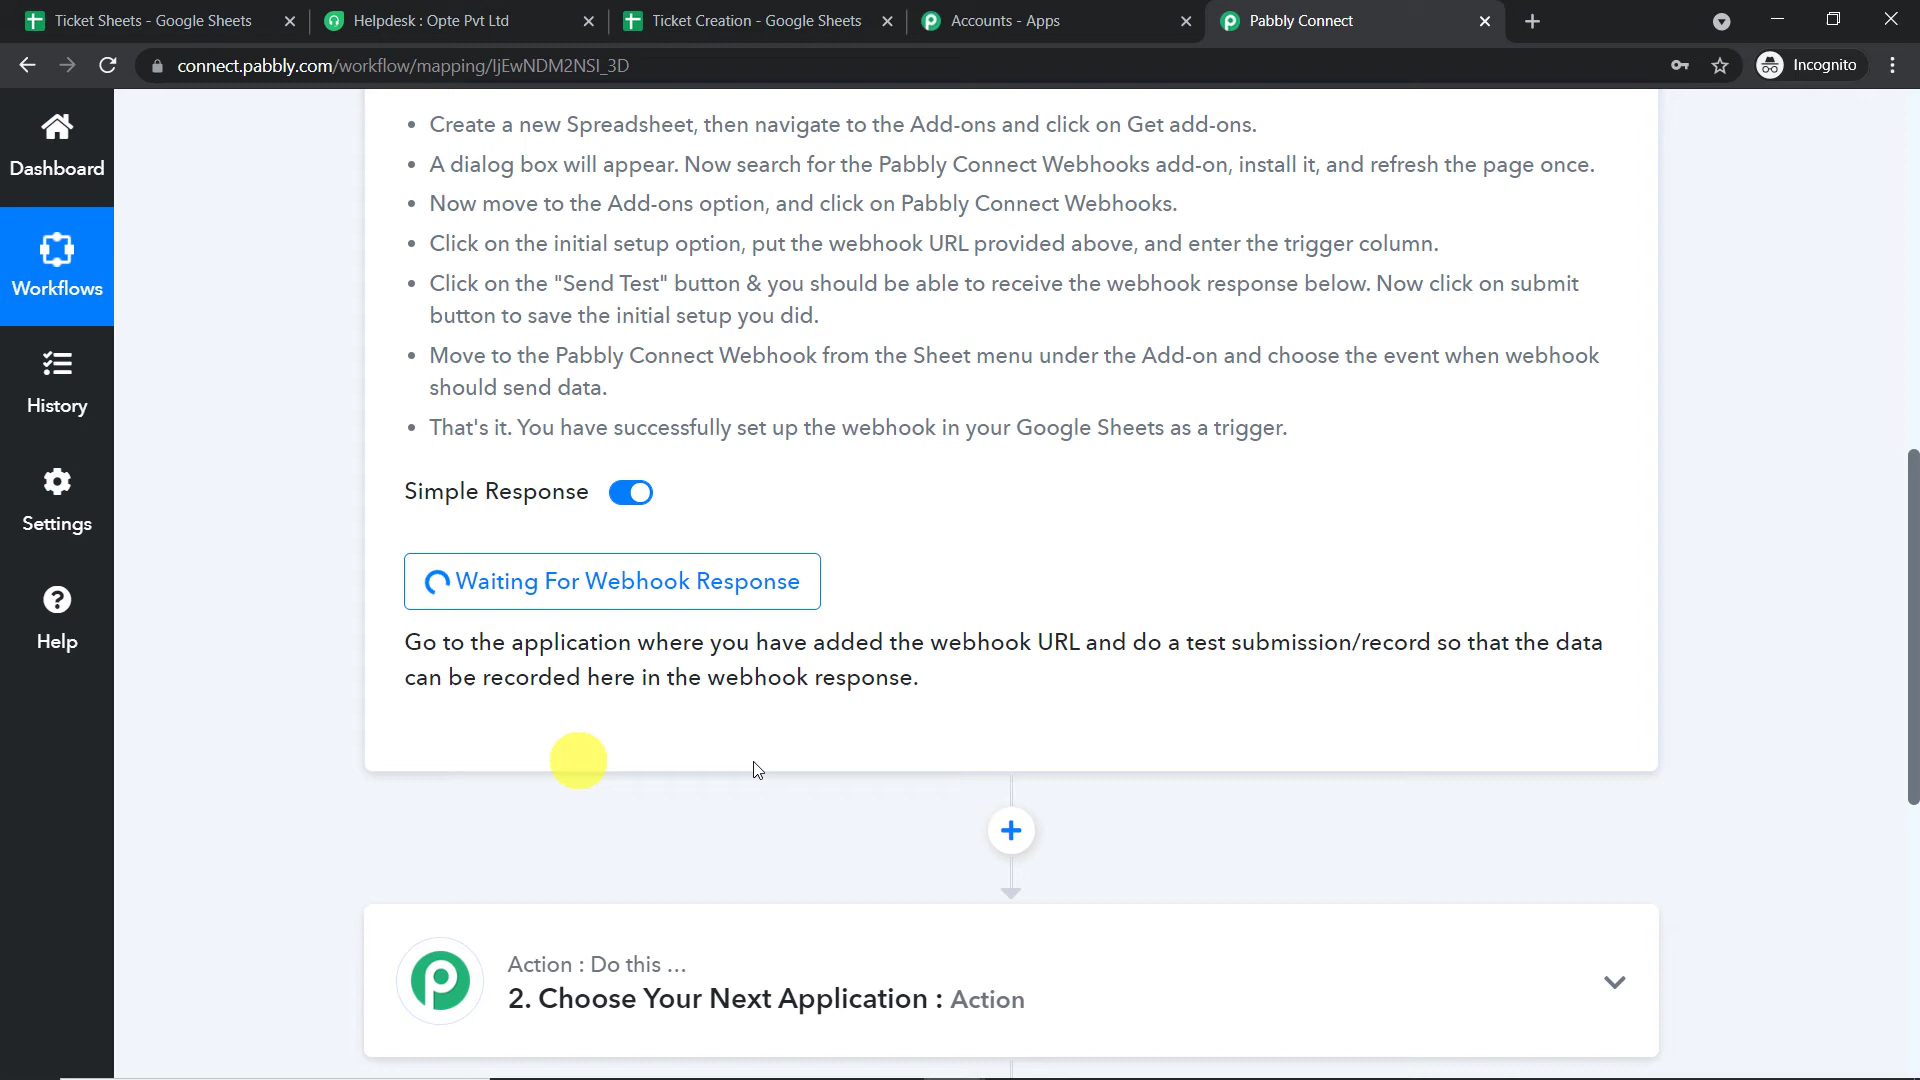 Ticket Sheets - Google Sheets
Helpdesk : Opte Pvt Ltd
Ticket Creation - Google Sheets
Accounts - Apps
Pabbly Connect
connect.pabbly.com/workflow/mapping/IjEwNDM2NSI_3D
Incognito
Dashboard
Workflows
History
Settings
Help
• Create a new Spreadsheet, then navigate to the Add-ons and click on Get add-ons.
• A dialog box will appear. Now search for the Pabbly Connect Webhooks add-on, install it, and refresh the page once.
• Now move to the Add-ons option, and click on Pabbly Connect Webhooks.
• Click on the initial setup option, put the webhook URL provided above, and enter the trigger column.
• Click on the "Send Test" button & you should be able to receive the webhook response below. Now click on submit
button to save the initial setup you did.
• Move to the Pabbly Connect Webhook from the Sheet menu under the Add-on and choose the event when webhook
should send data.
• That's it. You have successfully set up the webhook in your Google Sheets as a trigger.
Simple Response
Waiting For Webhook Response
Go to the application where you have added the webhook URL and do a test submission/record so that the data
can be recorded here in the webhook response.
Action : Do this ...
2. Choose Your Next Application : Action